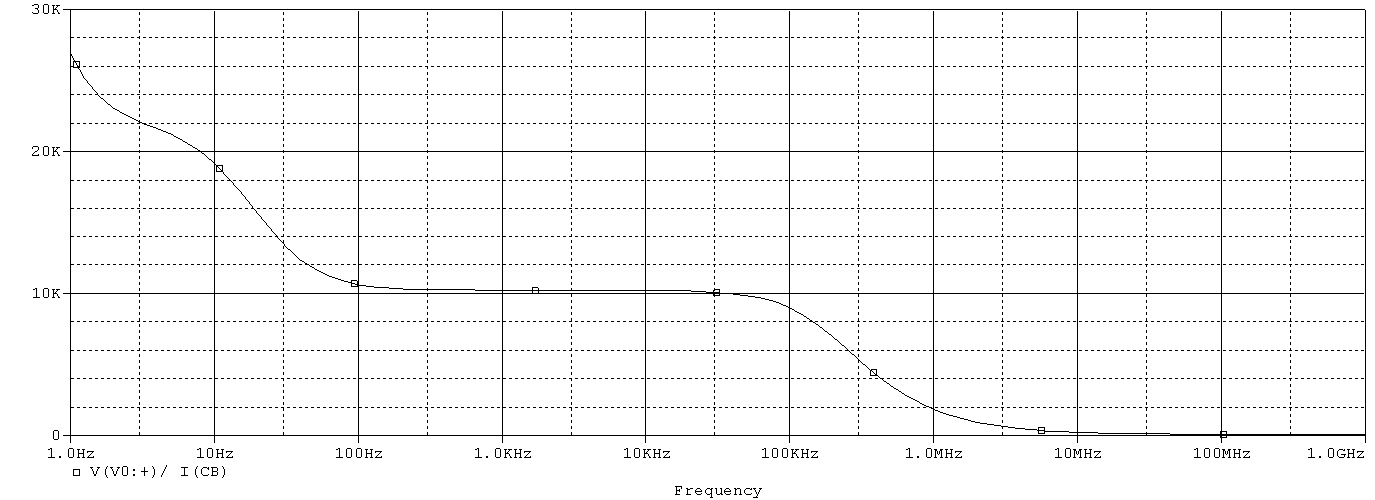 30K
20K
10K
0
1.0Hz 10Hz 100Hz 1.0KHz 10KHz 100KHz 1.0MHz 10MHz 100MHz 1.0GHz
V(V0:+)/ I(CB)
Frequency